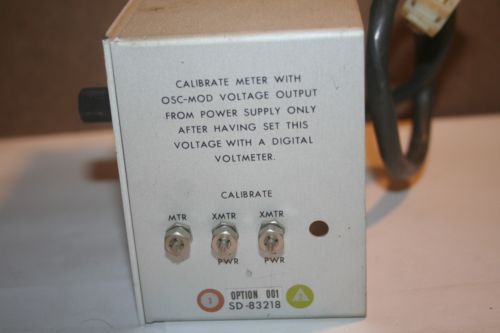 CALIBRATE METER WITH
OSC-MOD VOLTAGE OUTPUT
FROM POWER SUPPLY ONLY
AFTER HAVING SET THIS
VOLTAGE WITH A DIGITAL
VOLTMETER.
CALIBRATE
MTR XMTR XMTR
PWR PWR
OPTION 001
SD-83218